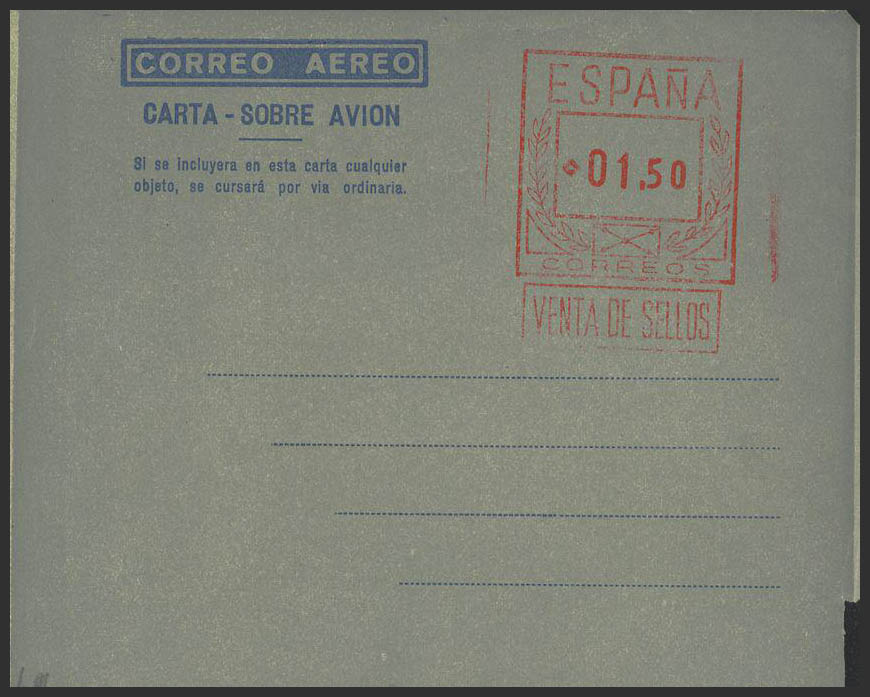 CORREO AEREO
CARTA - SOBRE AVION
Si se incluyera en esta carta cualquier
objeto, se cursará por via ordinaria.
ESPAÑA
01,50
CORREOS
VENTA DE SELLOS